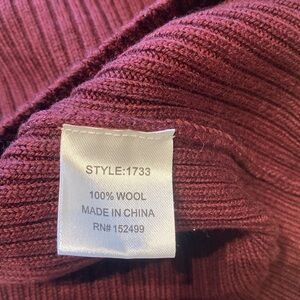 STYLE:1733
100% WOOL
MADE IN CHINA
RN# 152499